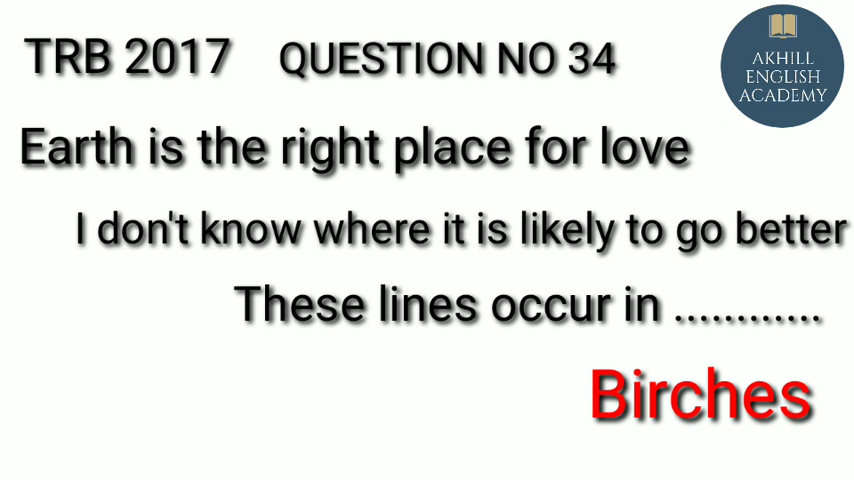 TRB 2017 QUESTION NO 34
AKHILL
ENGLISH
ACADEMY
Earth is the right place for love
I don't know where it is likely to go better
These lines occur in ............
Birches